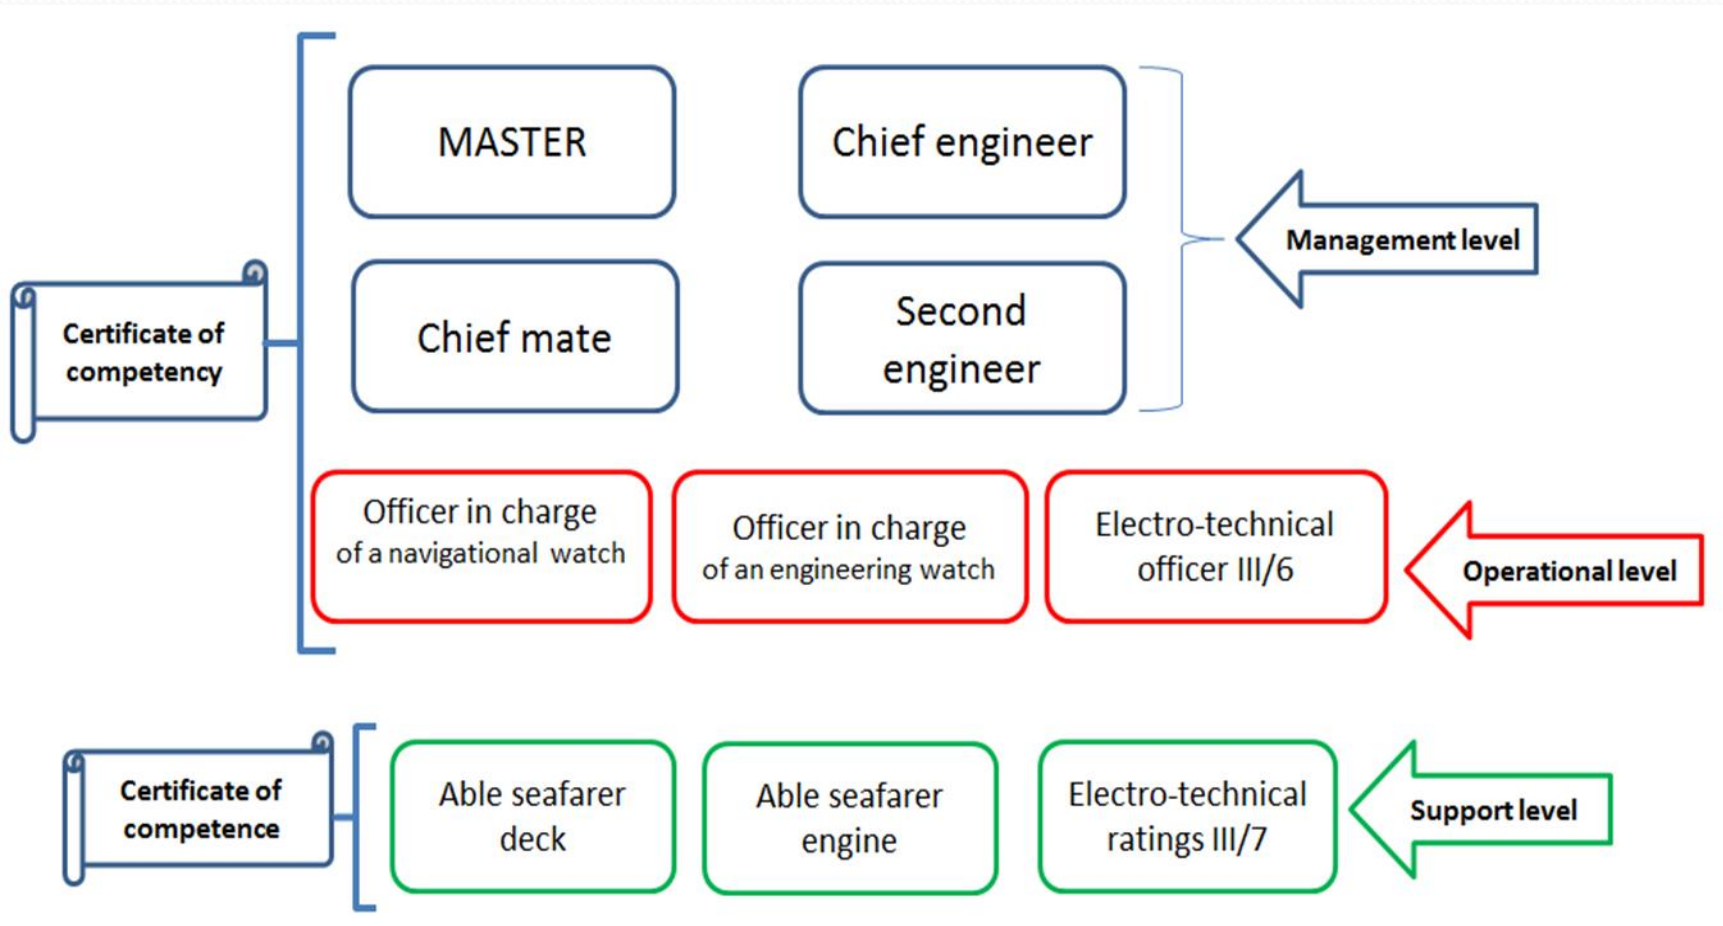 MASTER
Chief engineer
Management level
Certificate of
competency
Chief mate
Second
engineer
Officer in charge
of a navigational watch
Officer in charge
of an engineering watch
Electro-technical
officer III/6
Operational level
Certificate of
competence
Able seafarer
deck
Able seafarer
engine
Electro-technical
ratings III/7
Support level